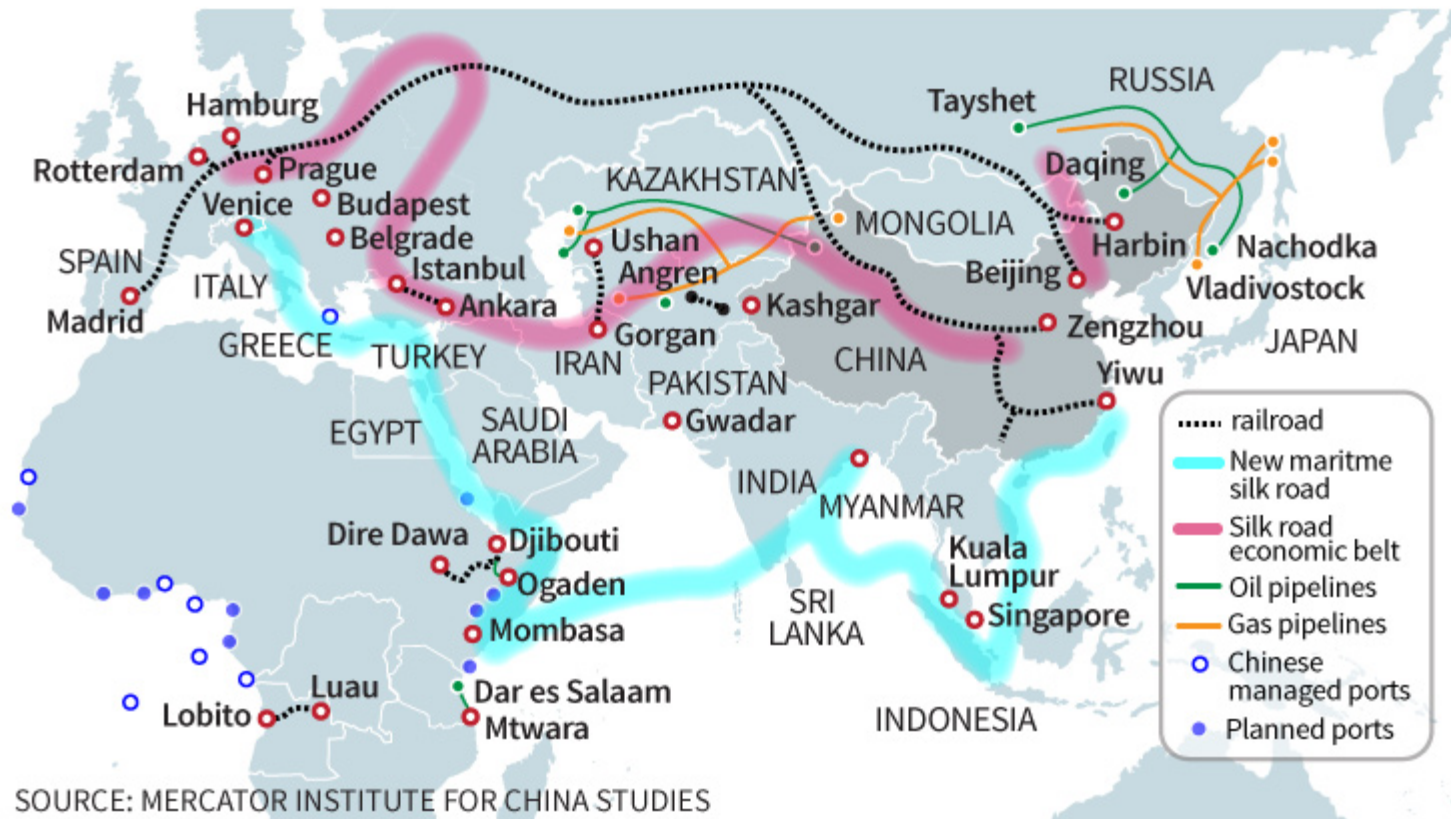 RUSSIA
Tayshet
Hamburg
Daqing
Rotterdam
Prague
KAZAKHSTAN
Venice
Budapest
MONGOLIA
Belgrade
Ushan
Harbin
Nachodka
SPAIN
Istanbul
Angren
Beijing
ITALY
Vladivostock
Madrid
Ankara
Kashgar
Zengzhou
GREECE
TURKEY
IRAN
Gorgan
CHINA
JAPAN
PAKISTAN
Yiwu
EGYPT
SAUDI
ARABIA
Gwadar
INDIA
MYANMAR
Dire Dawa
Djibouti
Kuala
Lumpur
Ogaden
SRI
LANKA
Singapore
Mombasa
Luau
Dar es Salaam
Lobito
Mtwara
INDONESIA
railroad
New maritme
silk road
Silk road
economic belt
Oil pipelines
Gas pipelines
Chinese
managed ports
Planned ports
SOURCE: MERCATOR INSTITUTE FOR CHINA STUDIES